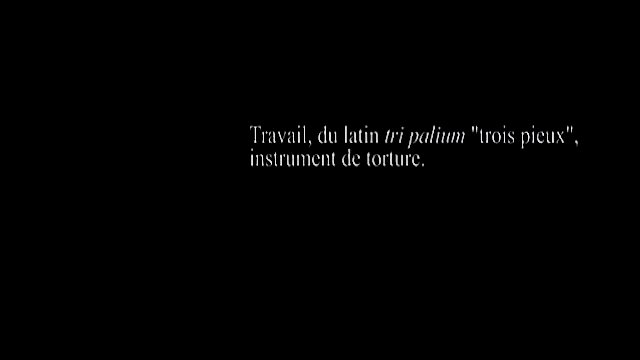 Travail, du latin tri palium "trois pieux",
instrument de torture.